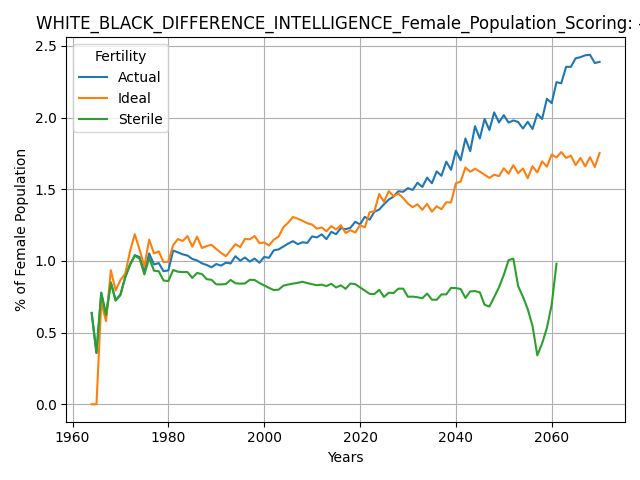 WHITE_BLACK_DIFFERENCE_INTELLIGENCE_Female_Population_Scoring:
Fertility
Actual
Ideal
Sterile
% of Female Population
2.5
2.0
1.5
1.0
0.5
0.0
1960 1980 2000 2020 2040 2060
Years